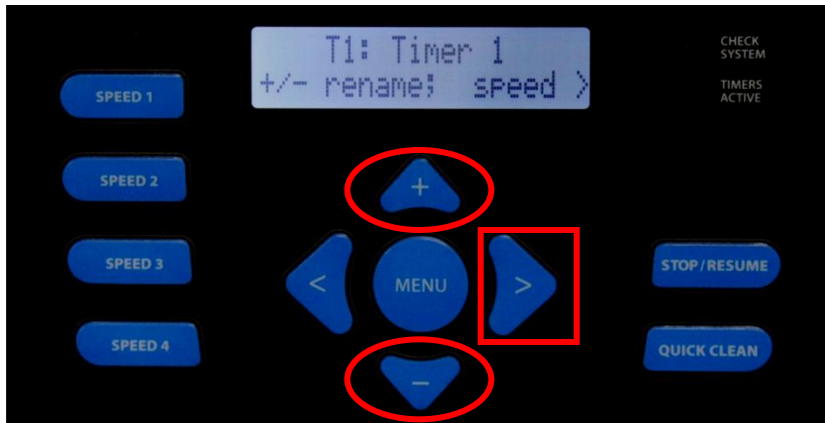 T1: Timer 1
+/- rename; speed >
CHECK
SYSTEM
TIMERS
ACTIVE
SPEED 1
SPEED 2
SPEED 3
SPEED 4
+
<
MENU
>
-
STOP/RESUME
QUICK CLEAN